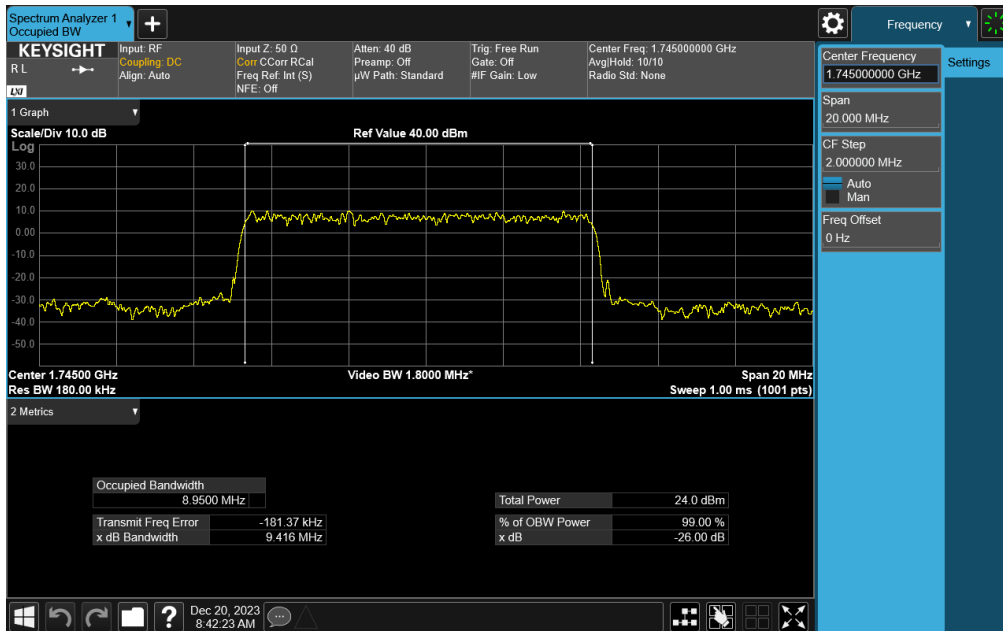 Spectrum Analyzer 1
Occupied BW
Frequency
KEYSIGHT
R L
LXI
Input: RF
Coupling: DC
Align: Auto
Input Z: 50 Ω
Corr CCorr RCal
Freq Ref: Int (S)
NFE: Off
Atten: 40 dB
Preamp: Off
µW Path: Standard
Trig: Free Run
Gate: Off
#IF Gain: Low
Center Freq: 1.745000000 GHz
Avg|Hold: 10/10
Radio Std: None
Center Frequency
1.745000000 GHz
Settings
Span
20.000 MHz
CF Step
2.000000 MHz
Auto
Man
Freq Offset
0 Hz
1 Graph
Scale/Div 10.0 dB
Ref Value 40.00 dBm
Log
30.0
20.0
10.0
0.00
-10.0
-20.0
-30.0
-40.0
-50.0
Center 1.74500 GHz
Video BW 1.8000 MHz*
Span 20 MHz
Res BW 180.00 kHz
Sweep 1.00 ms (1001 pts)
2 Metrics
Occupied Bandwidth
8.9500 MHz
Total Power 24.0 dBm
Transmit Freq Error -181.37 kHz
% of OBW Power 99.00 %
x dB Bandwidth 9.416 MHz
x dB -26.00 dB
?
Dec 20, 2023
8:42:23 AM